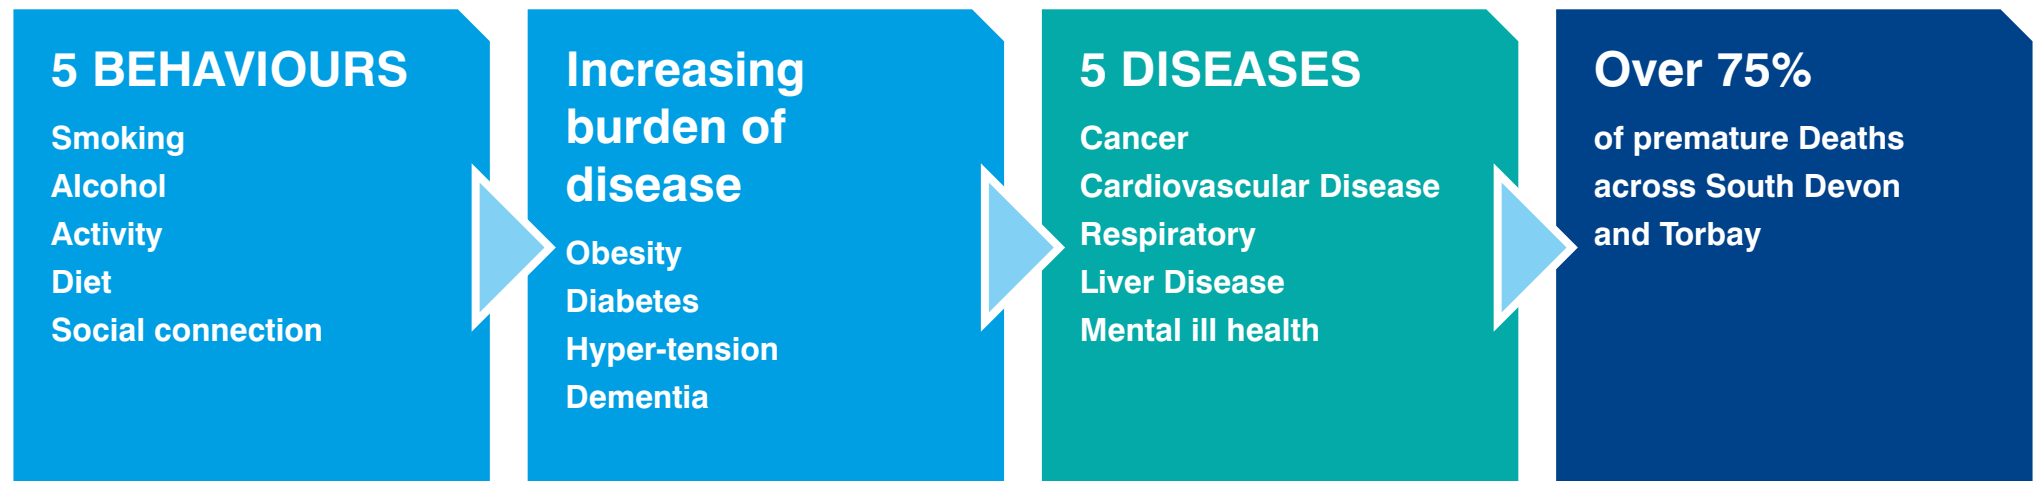 5 BEHAVIOURS
Smoking
Alcohol
Activity
Diet
Social connection
Increasing
burden of
disease
Obesity
Diabetes
Hyper-tension
Dementia
5 DISEASES
Cancer
Cardiovascular Disease
Respiratory
Liver Disease
Mental ill health
Over 75%
of premature Deaths
across South Devon
and Torbay